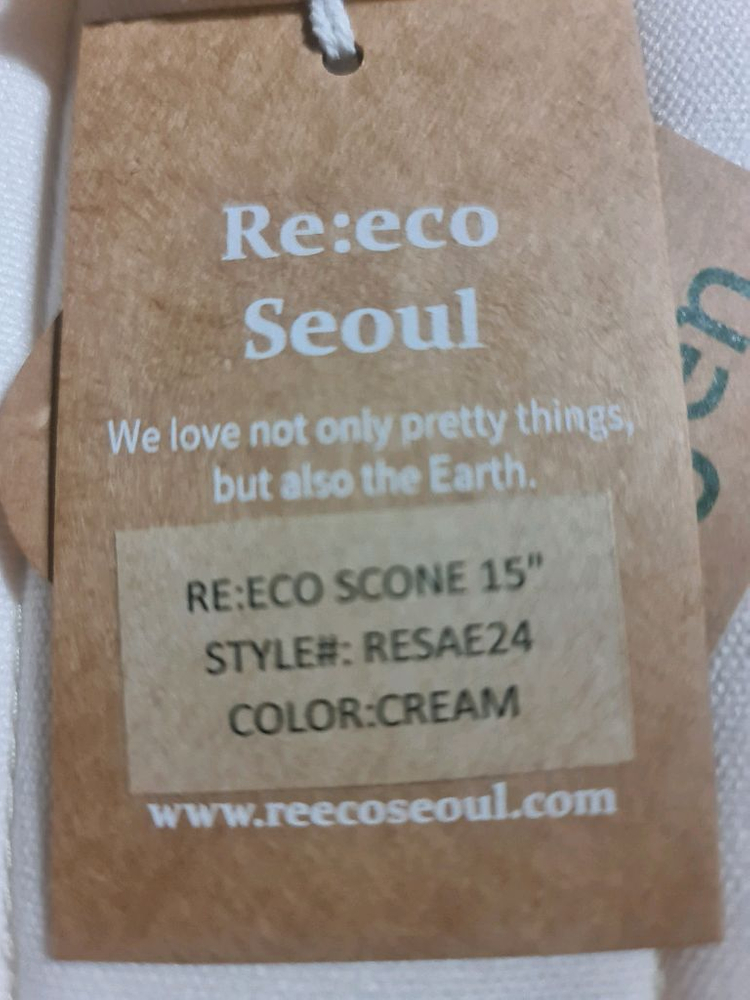 Re:eco
Seoul
We love not only pretty things,
but also the Earth.
RE:ECO SCONE 15"
STYLE#: RESAE24
COLOR:CREAM
www.reecoseoul.com